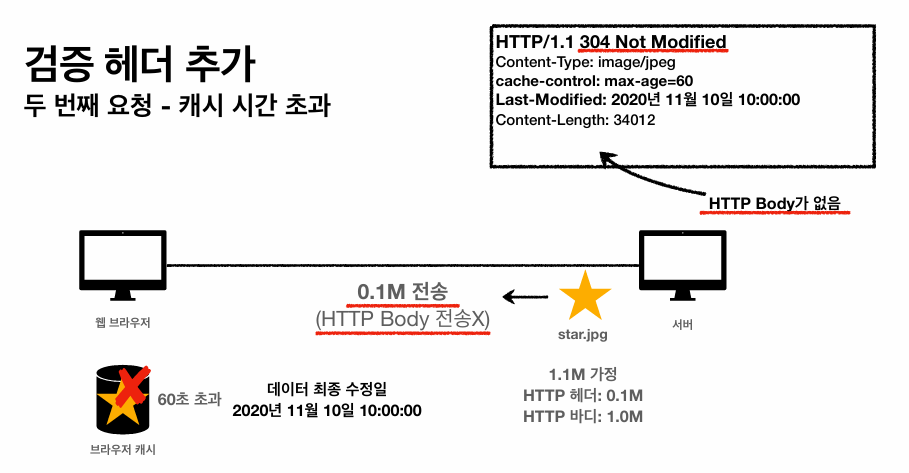 검증 헤더 추가
두 번째 요청 - 캐시 시간 초과
HTTP/1.1 304 Not Modified
Content-Type: image/jpeg
cache-control: max-age=60
Last-Modified: 2020년 11월 10일 10:00:00
Content-Length: 34012
HTTP Body가 없음
0.1M 전송
(HTTP Body 전송X)
웹 브라우저
star.jpg
서버
60초 초과
브라우저 캐시
데이터 최종 수정일
2020년 11월 10일 10:00:00
1.1M 가정
HTTP 헤더: 0.1M
HTTP 바디: 1.0M